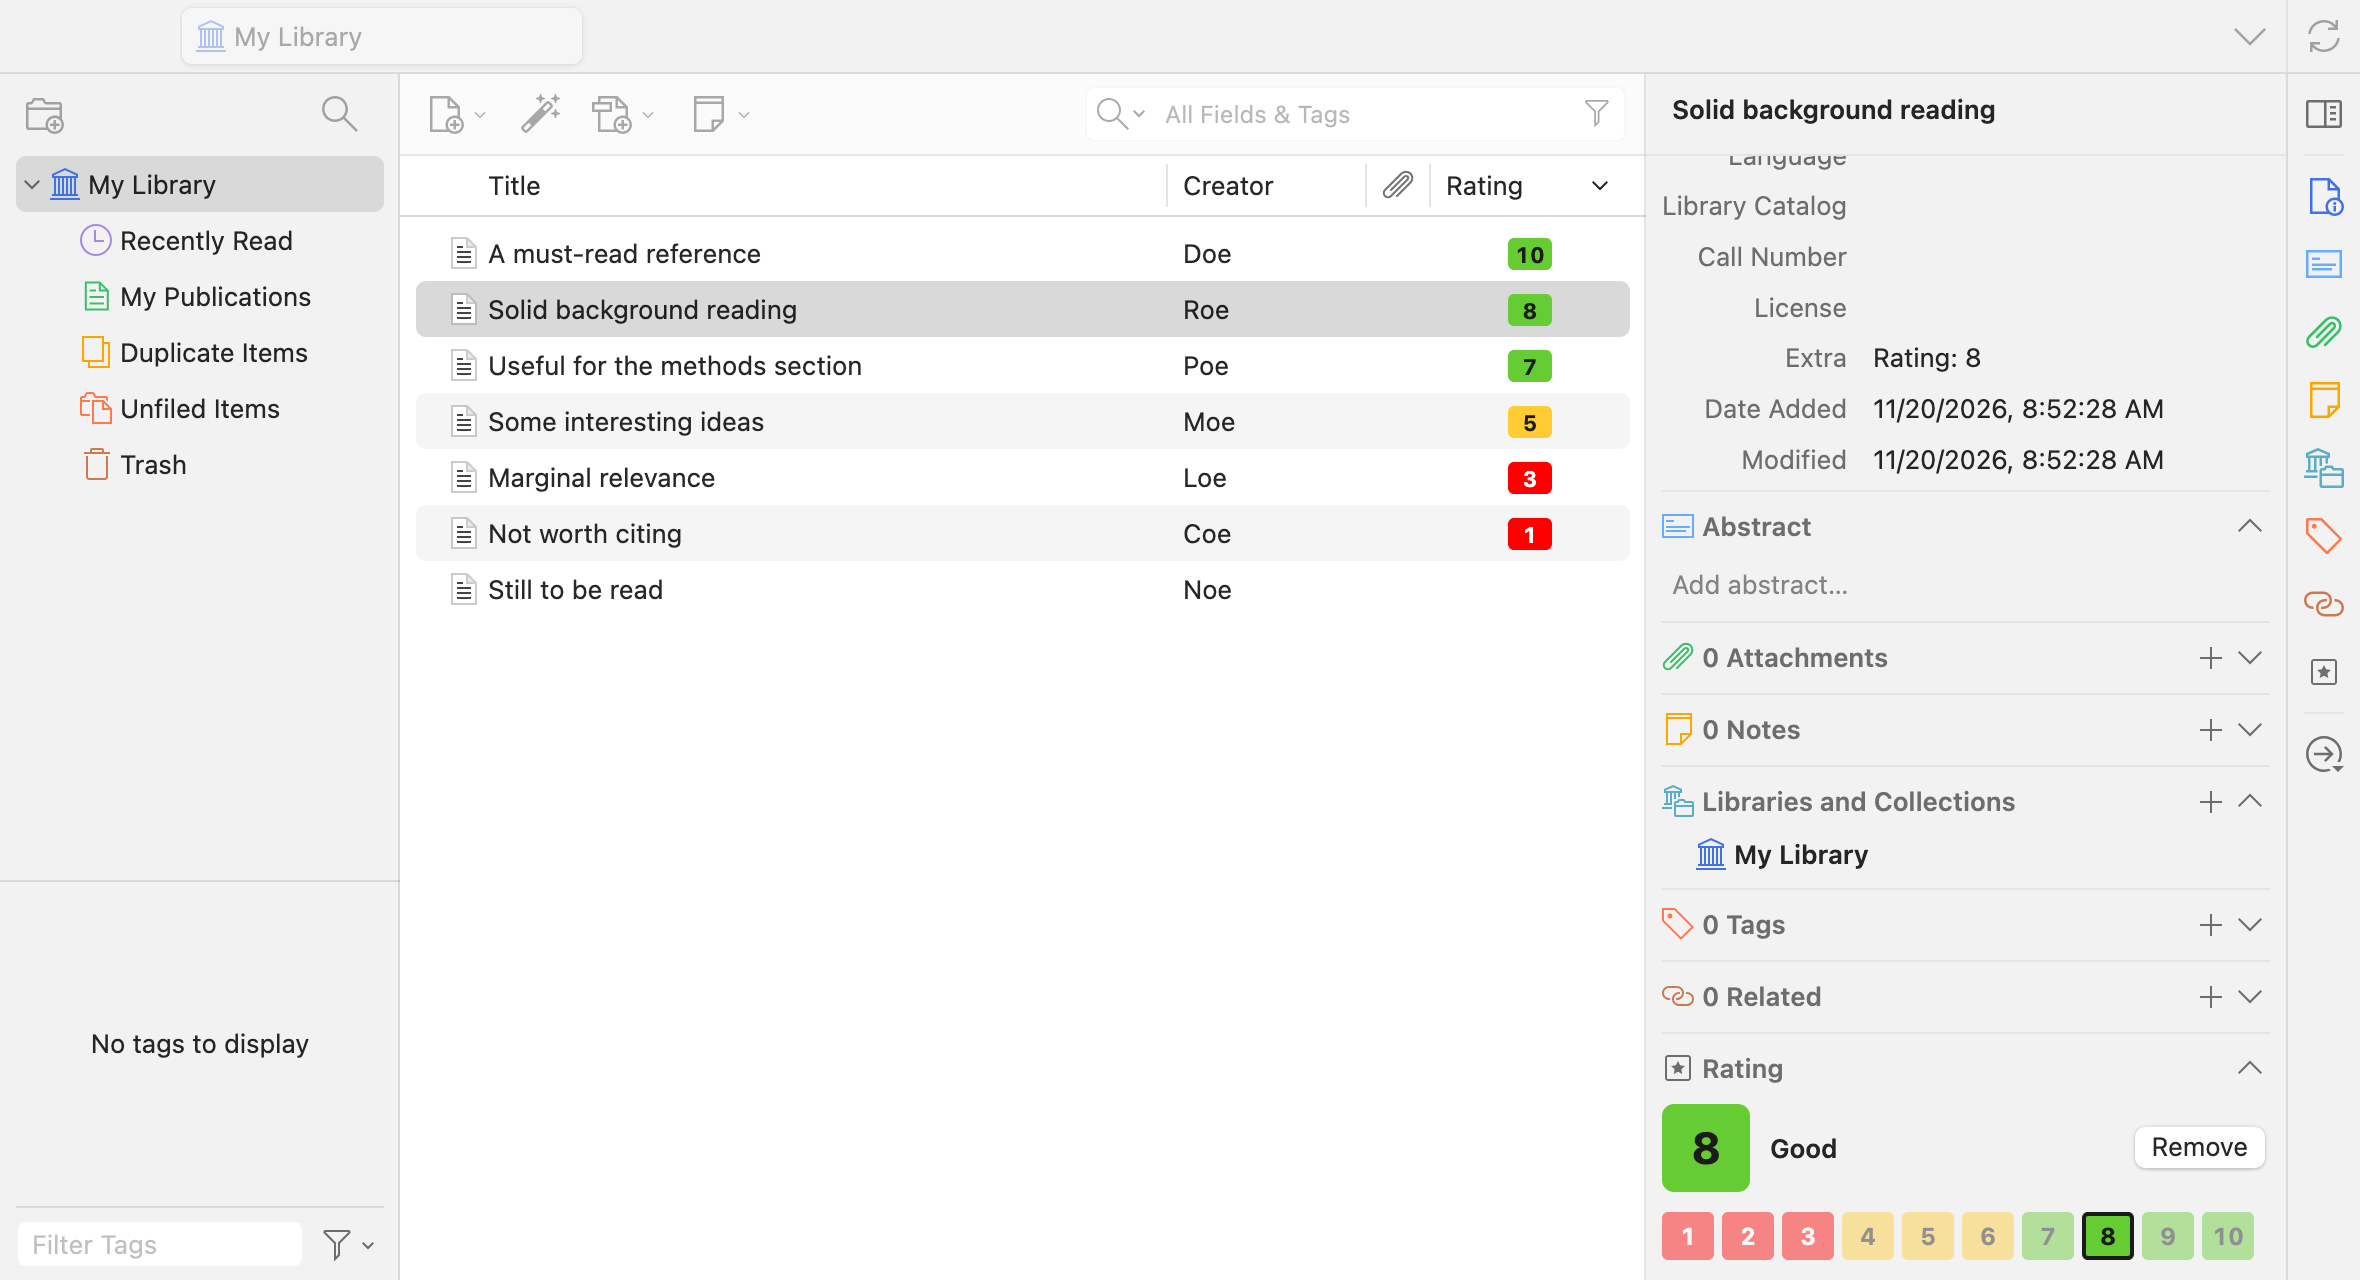 My Library
My Library
Recently Read
My Publications
Duplicate Items
Unfiled Items
Trash
No tags to display
Filter Tags
All Fields & Tags
Title Creator Rating
A must-read reference Doe 10
Solid background reading Roe 8
Useful for the methods section Poe 7
Some interesting ideas Moe 5
Marginal relevance Loe 3
Not worth citing Coe 1
Still to be read Noe
Solid background reading
Language
Library Catalog
Call Number
License
Extra Rating: 8
Date Added 11/20/2026, 8:52:28 AM
Modified 11/20/2026, 8:52:28 AM
Abstract
Add abstract...
0 Attachments
0 Notes
Libraries and Collections
My Library
0 Tags
0 Related
Rating
8 Good Remove
1 2 3 4 5 6 7 8 9 10